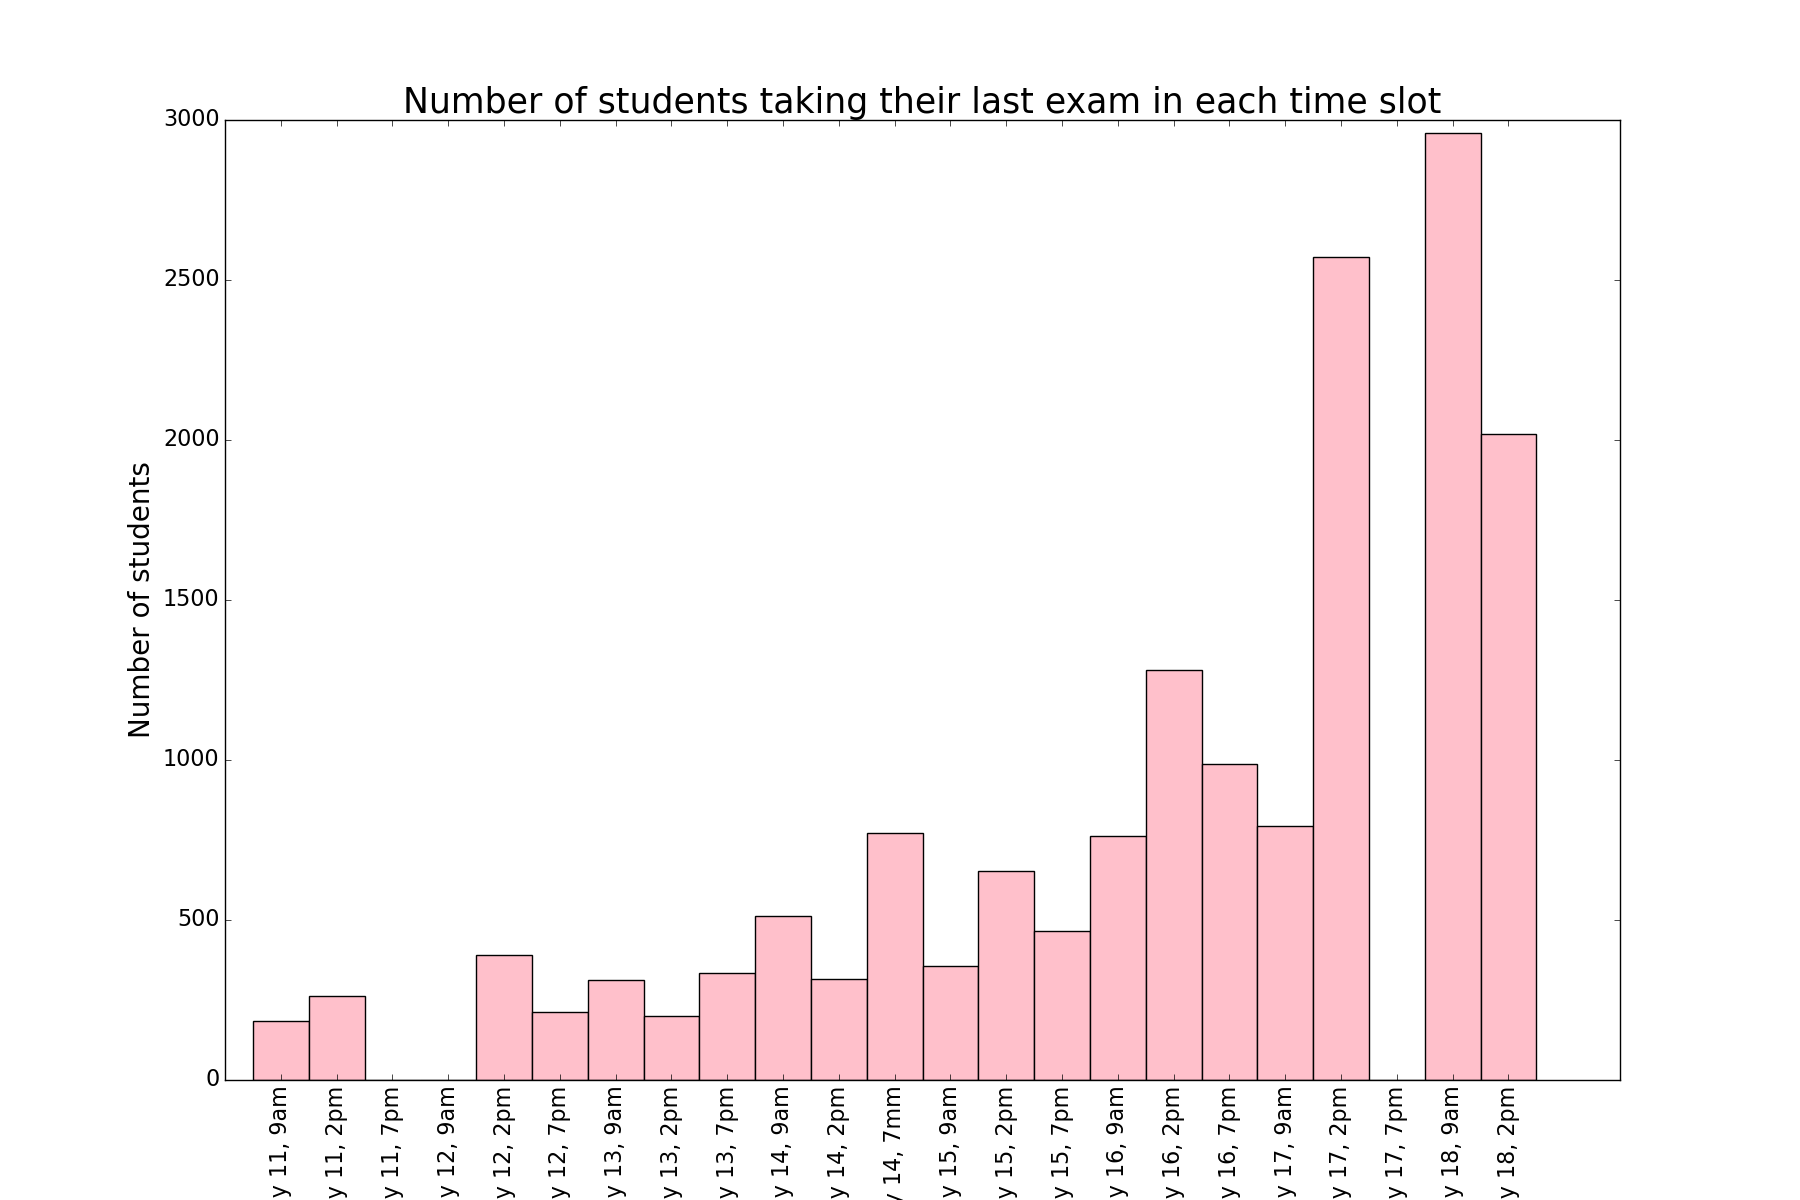 Number of students taking their last exam in each time slot
Number of students
3000
2500
2000
1500
1000
500
0
y 11, 9am
y 11, 2pm
y 11, 7pm
y 12, 9am
y 12, 2pm
y 12, 7pm
y 13, 9am
y 13, 2pm
y 13, 7pm
y 14, 9am
y 14, 2pm
y 14, 7mm
y 15, 9am
y 15, 2pm
y 15, 7pm
y 16, 9am
y 16, 2pm
y 16, 7pm
y 17, 9am
y 17, 2pm
y 17, 7pm
y 18, 9am
y 18, 2pm